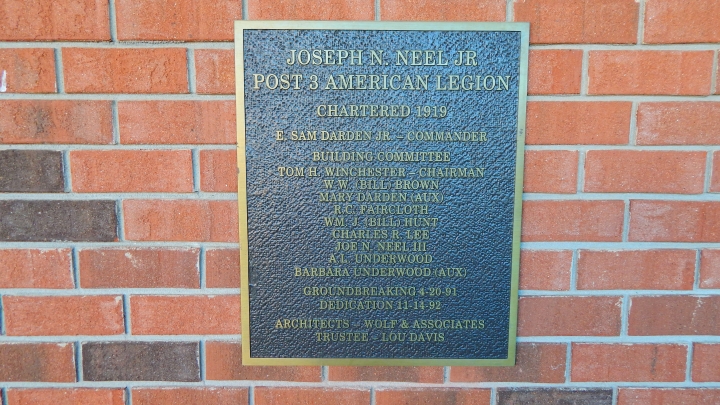 JOSEPH N. NEEL JR
POST 3 AMERICAN LEGION
CHARTERED 1919
E. SAM DARDEN JR. – COMMANDER
BUILDING COMMITTEE
TOM H. WINCHESTER – CHAIRMAN
W.W. (BILL) BROWN
MARY DARDEN (AUX)
R.C. FAIRCLOTH
WM. J. (BILL) HUNT
CHARLES R. LEE
JOE N. NEEL III
A.L. UNDERWOOD
BARBARA UNDERWOOD (AUX)
GROUNDBREAKING 4-20-91
DEDICATION 11-14-92
ARCHITECTS – WOLF & ASSOCIATES
TRUSTEE – LOU DAVIS